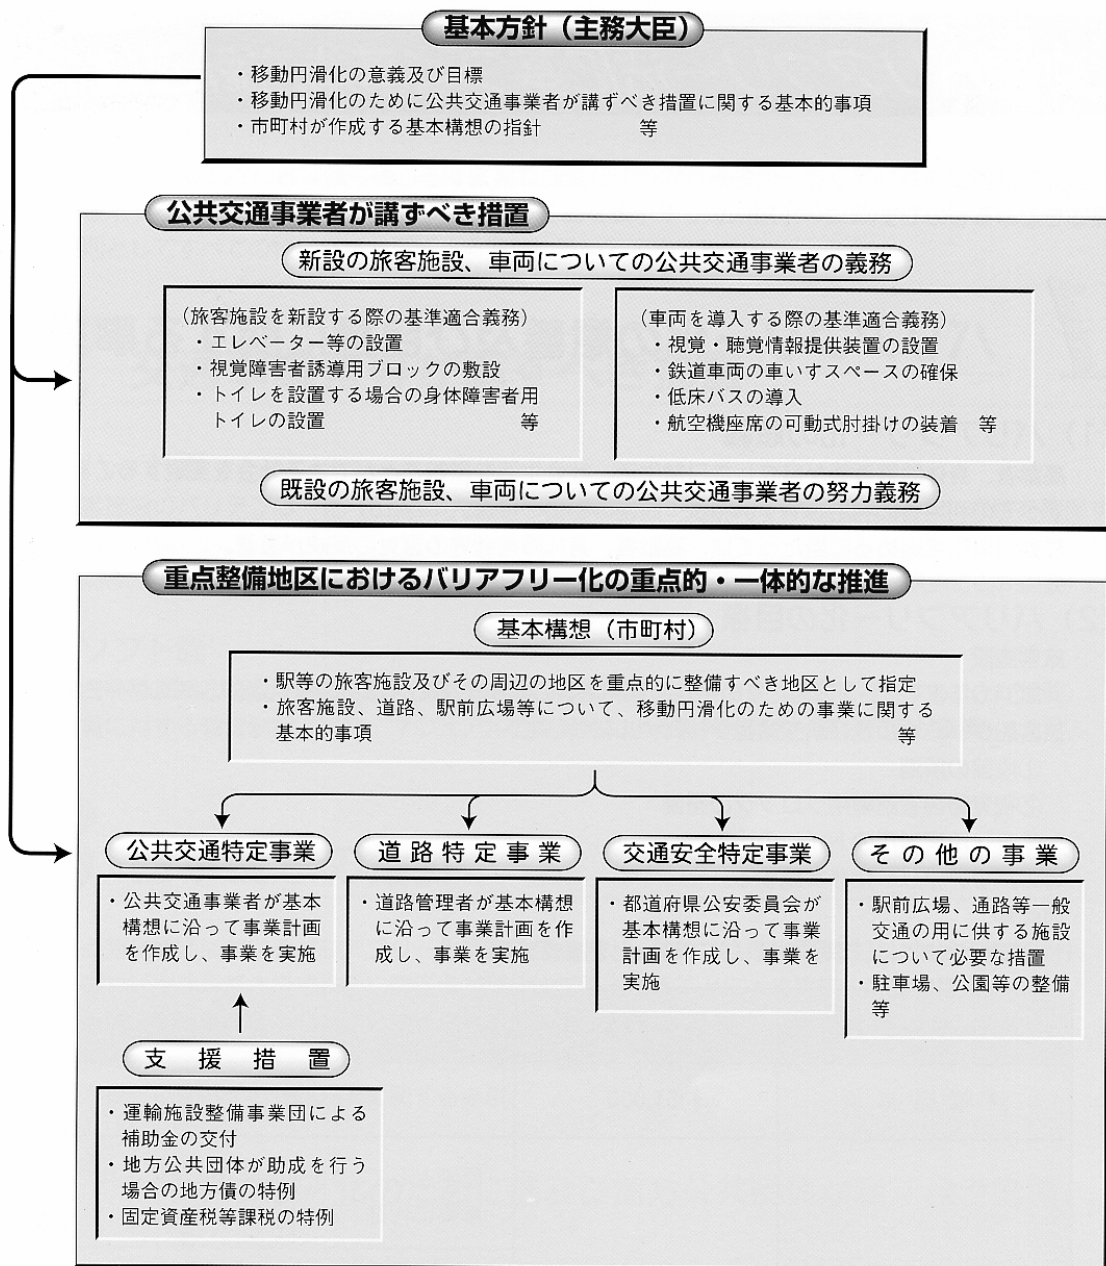 基本方針（主務大臣）
・移動円滑化の意義及び目標
・移動円滑化のために公共交通事業者が講ずべき措置に関する基本的事項
・市町村が作成する基本構想の指針　　　　　等
公共交通事業者が講ずべき措置
新設の旅客施設、車両についての公共交通事業者の義務
（旅客施設を新設する際の基準適合義務）
・エレベーター等の設置
・視覚障害者誘導用ブロックの敷設
・トイレを設置する場合の身体障害者用
トイレの設置　　　　　　　　　　等
（車両を導入する際の基準適合義務）
・視覚・聴覚情報提供装置の設置
・鉄道車両の車いすスペースの確保
・低床バスの導入
・航空機座席の可動式肘掛けの装着　等
既設の旅客施設、車両についての公共交通事業者の努力義務
重点整備地区におけるバリアフリー化の重点的・一体的な推進
基本構想（市町村）
・駅等の旅客施設及びその周辺の地区を重点的に整備すべき地区として指定
・旅客施設、道路、駅前広場等について、移動円滑化のための事業に関する
基本的事項　　　　　　　　　　　　　　　　　　　　　　　　　　等
公共交通特定事業
・公共交通事業者が基本
構想に沿って事業計画
を作成し、事業を実施
道路特定事業
・道路管理者が基本構想
に沿って事業計画を作
成し、事業を実施
交通安全特定事業
・都道府県公安委員会が
基本構想に沿って事業
計画を作成し、事業を
実施
その他の事業
・駅前広場、通路等一般
交通の用に供する施設
について必要な措置
・駐車場、公園等の整備
等
支援措置
・運輸施設整備事業団による
補助金の交付
・地方公共団体が助成を行う
場合の地方債の特例
・固定資産税等課税の特例